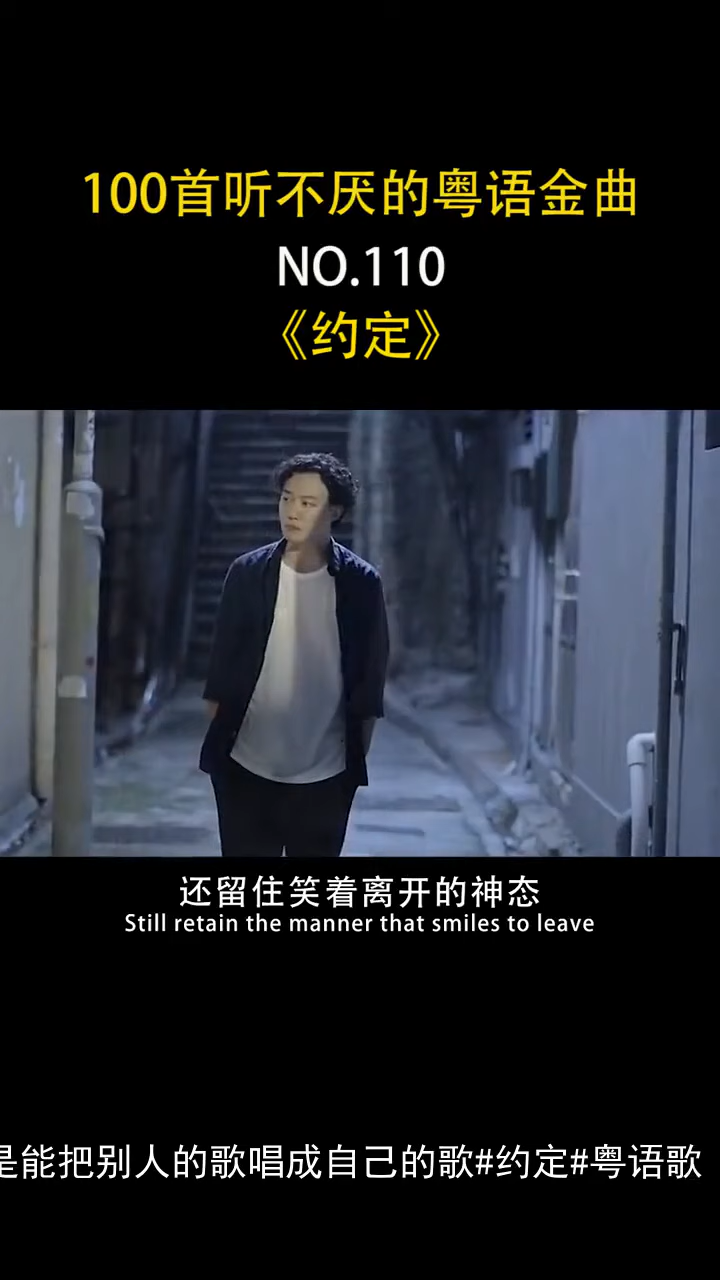 100首听不厌的粤语金曲
NO.110
《约定》
还留住笑着离开的神态
Still retain the manner that smiles to leave
是能把别人的歌唱成自己的歌#约定#粤语歌